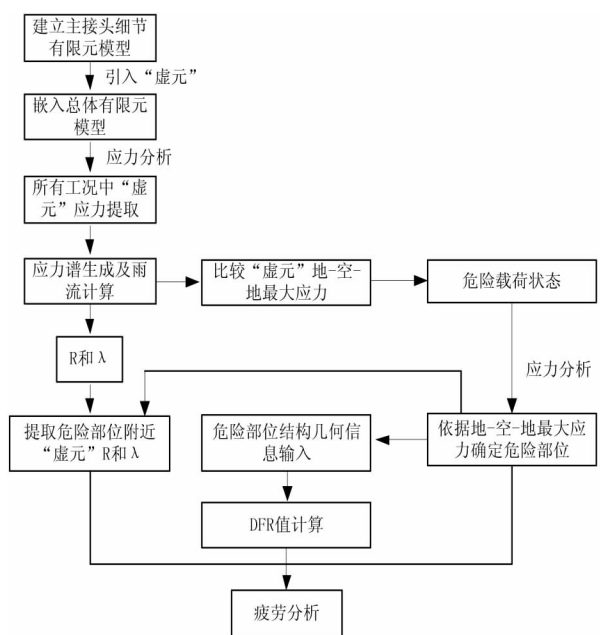 建立主接头细节
有限元模型
引入“虚元”
嵌入总体有限元
模型
应力分析
所有工况中“虚
元”应力提取
应力谱生成及雨
流计算
比较“虚元”地-空-
地最大应力
危险载荷状态
R和λ
应力分析
提取危险部位附近
“虚元”R和λ
危险部位结构几何信
息输入
依据地-空-地最大应
力确定危险部位
DFR值计算
疲劳分析